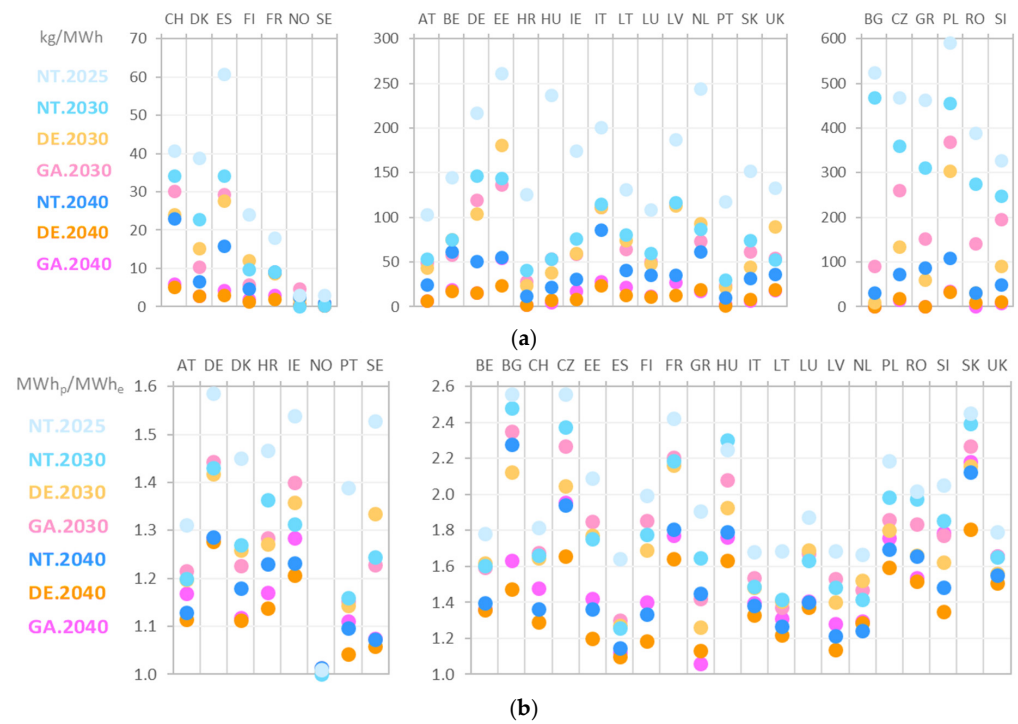 kg/MWh
CH DK ES FI FR NO SE
AT BE DE EE HR HU IE IT LT LU LV NL PT SK UK
BG CZ GR PL RO SI
70
60
50
40
30
20
10
0
300
250
200
150
100
50
0
600
500
400
300
200
100
0
NT.2025
NT.2030
DE.2030
GA.2030
NT.2040
DE.2040
GA.2040
(a)
MWhp/MWhe
AT DE DK HR IE NO PT SE
BE BG CH CZ EE ES FI FR GR HU IT LT LU LV NL PL RO SI SK UK
1.6
1.5
1.4
1.3
1.2
1.1
1.0
2.6
2.4
2.2
2.0
1.8
1.6
1.4
1.2
1.0
NT.2025
NT.2030
DE.2030
GA.2030
NT.2040
DE.2040
GA.2040
(b)